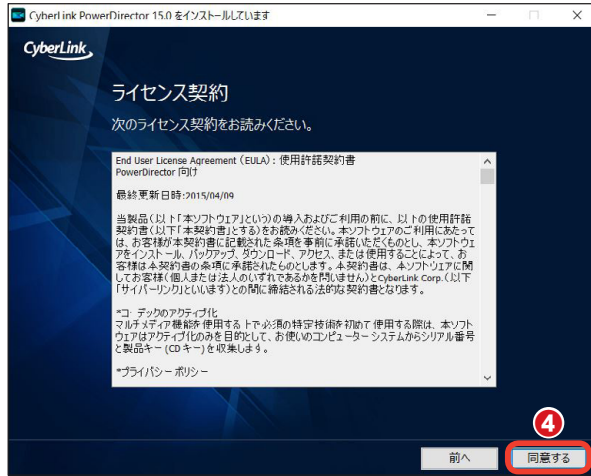 CyberLink PowerDirector 15.0 をインストールしています
CyberLink
ライセンス契約
次のライセンス契約をお読みください。
End User License Agreement (EULA) : 使用許諾契約書
PowerDirector 向け
最終更新日時:2015/04/09
当製品(以下「本ソフトウェア」という)の導入およびご利用の前に、以下の使用許諾
契約書(以下「本契約書」とする)をお読みください。本ソフトウェアのご利用にあたって
は、お客様が本契約書に記載された条項を事前に承諾いただくものとし、本ソフトウェ
アをインストール、バックアップ、ダウンロード、アクセス、または使用することによって、お
客様は本契約書の条項に承諾されたものとします。本契約書は、本ソフトウェアに関
してお客様(個人または法人のいずれであるかを問いません)とCyberLink Corp.(以下
「サイバーリンク」といいます)との間に締結される法的な契約書となります。
*コーデックのアクティブ化
マルチメディア機能を使用する上で必須の特定技術を初めて使用する際は、本ソフト
ウェアはアクティブ化のみを目的として、お使いのコンピューター システムからシリアル番号
と製品キー (CD キー) を収集します。
*プライバシー ポリシー
4
前へ
同意する